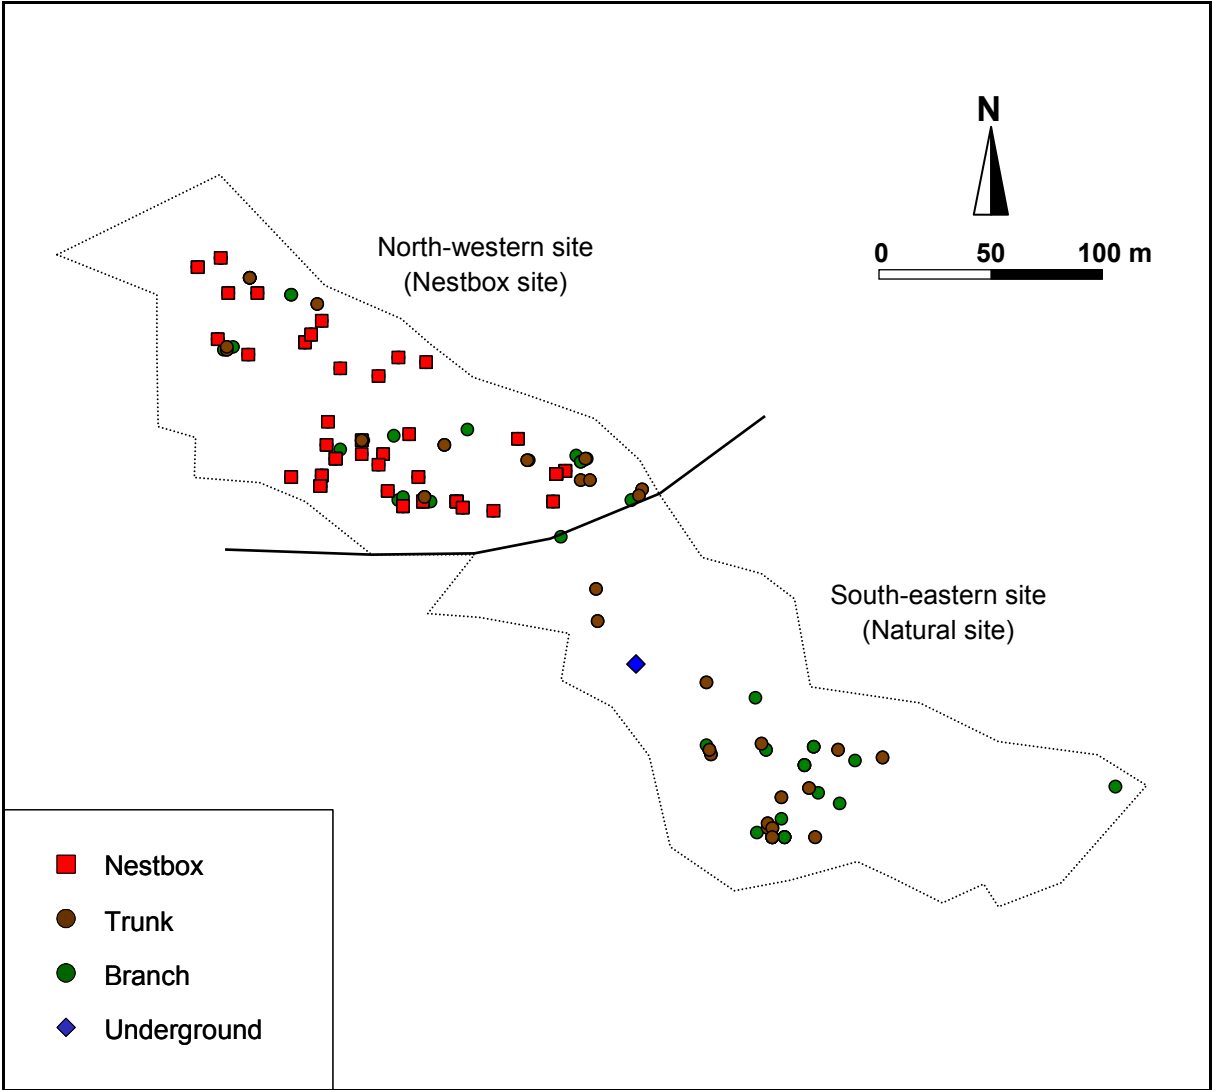 N
0 50 100 m
North-western site
(Nestbox site)
South-eastern site
(Natural site)
Nestbox
Trunk
Branch
Underground